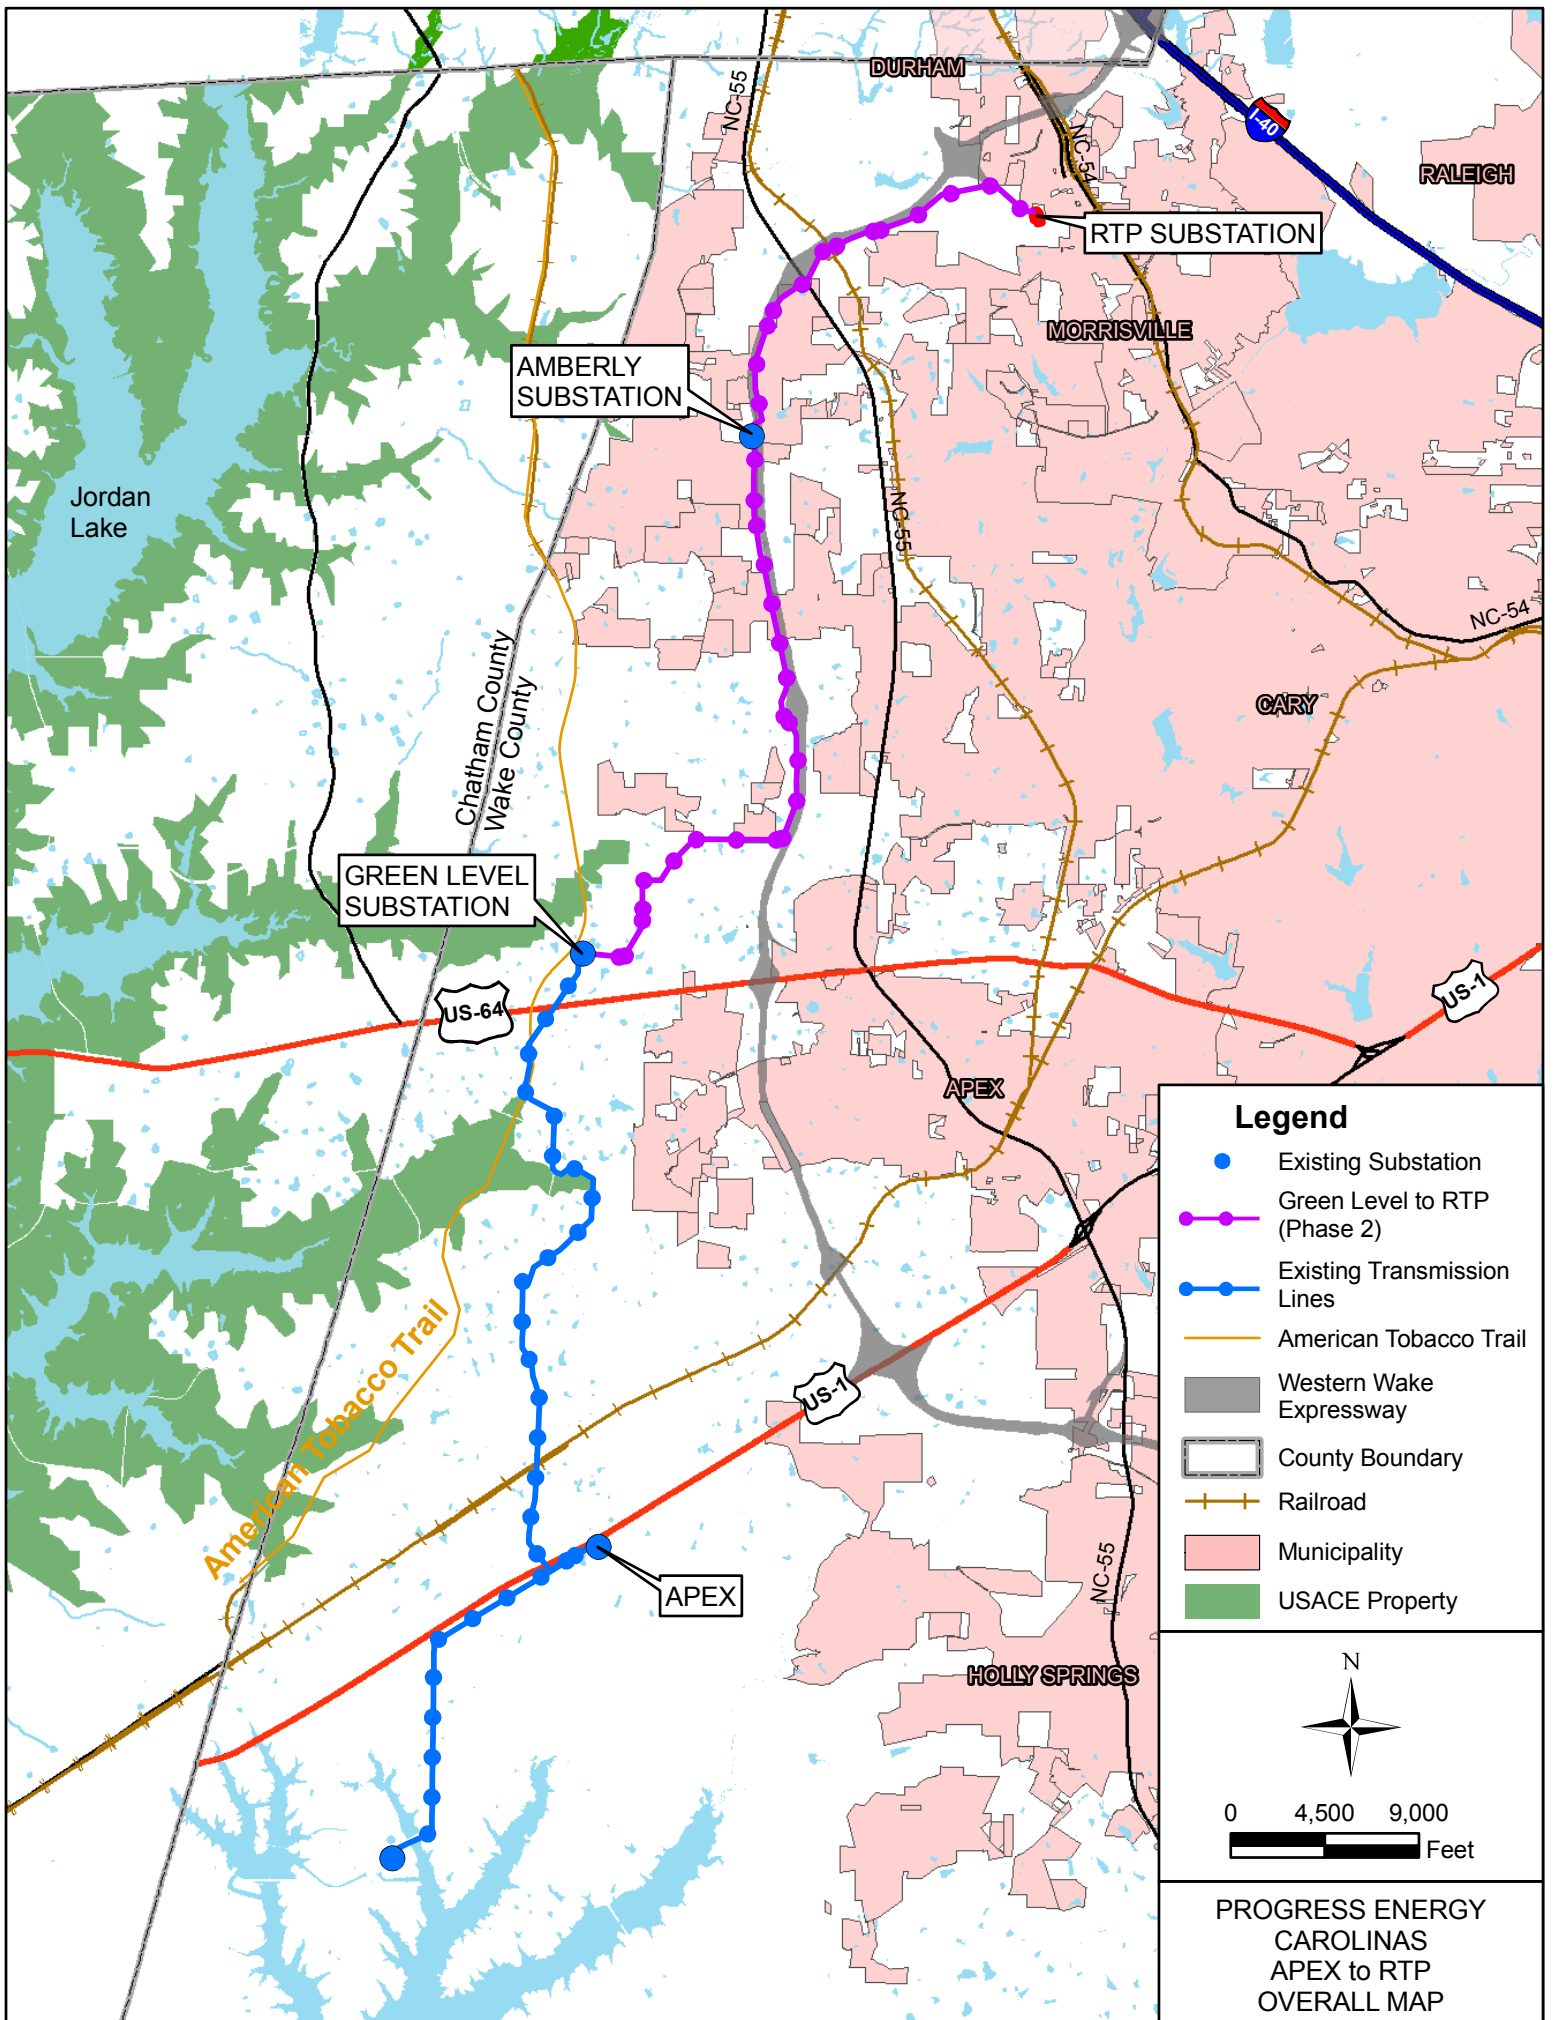 DURHAM
NC-55
NC-54
I-40
RALEIGH
RTP SUBSTATION
MORRISVILLE
AMBERLY
SUBSTATION
Jordan
Lake
NC-55
NC-54
Chatham County
Wake County
CARY
GREEN LEVEL
SUBSTATION
US-64
US-1
APEX
American Tobacco Trail
US-1
APEX
NC-55
HOLLY SPRINGS
Legend
Existing Substation
Green Level to RTP
(Phase 2)
Existing Transmission
Lines
American Tobacco Trail
Western Wake
Expressway
County Boundary
Railroad
Municipality
USACE Property
N
0 4,500 9,000
Feet
PROGRESS ENERGY
CAROLINAS
APEX to RTP
OVERALL MAP